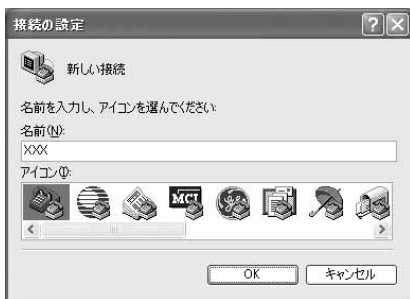 接続の設定
新しい接続
名前を入力し、アイコンを選んでください:
名前(N):
XXX
アイコン(I):
MCI
OK
キャンセル